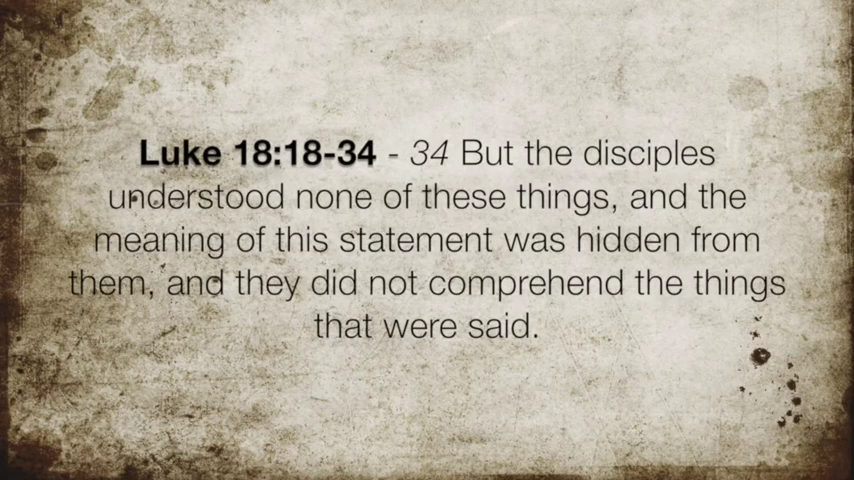 Luke 18:18-34 - 34 But the disciples
understood none of these things, and the
meaning of this statement was hidden from
them, and they did not comprehend the things
that were said.